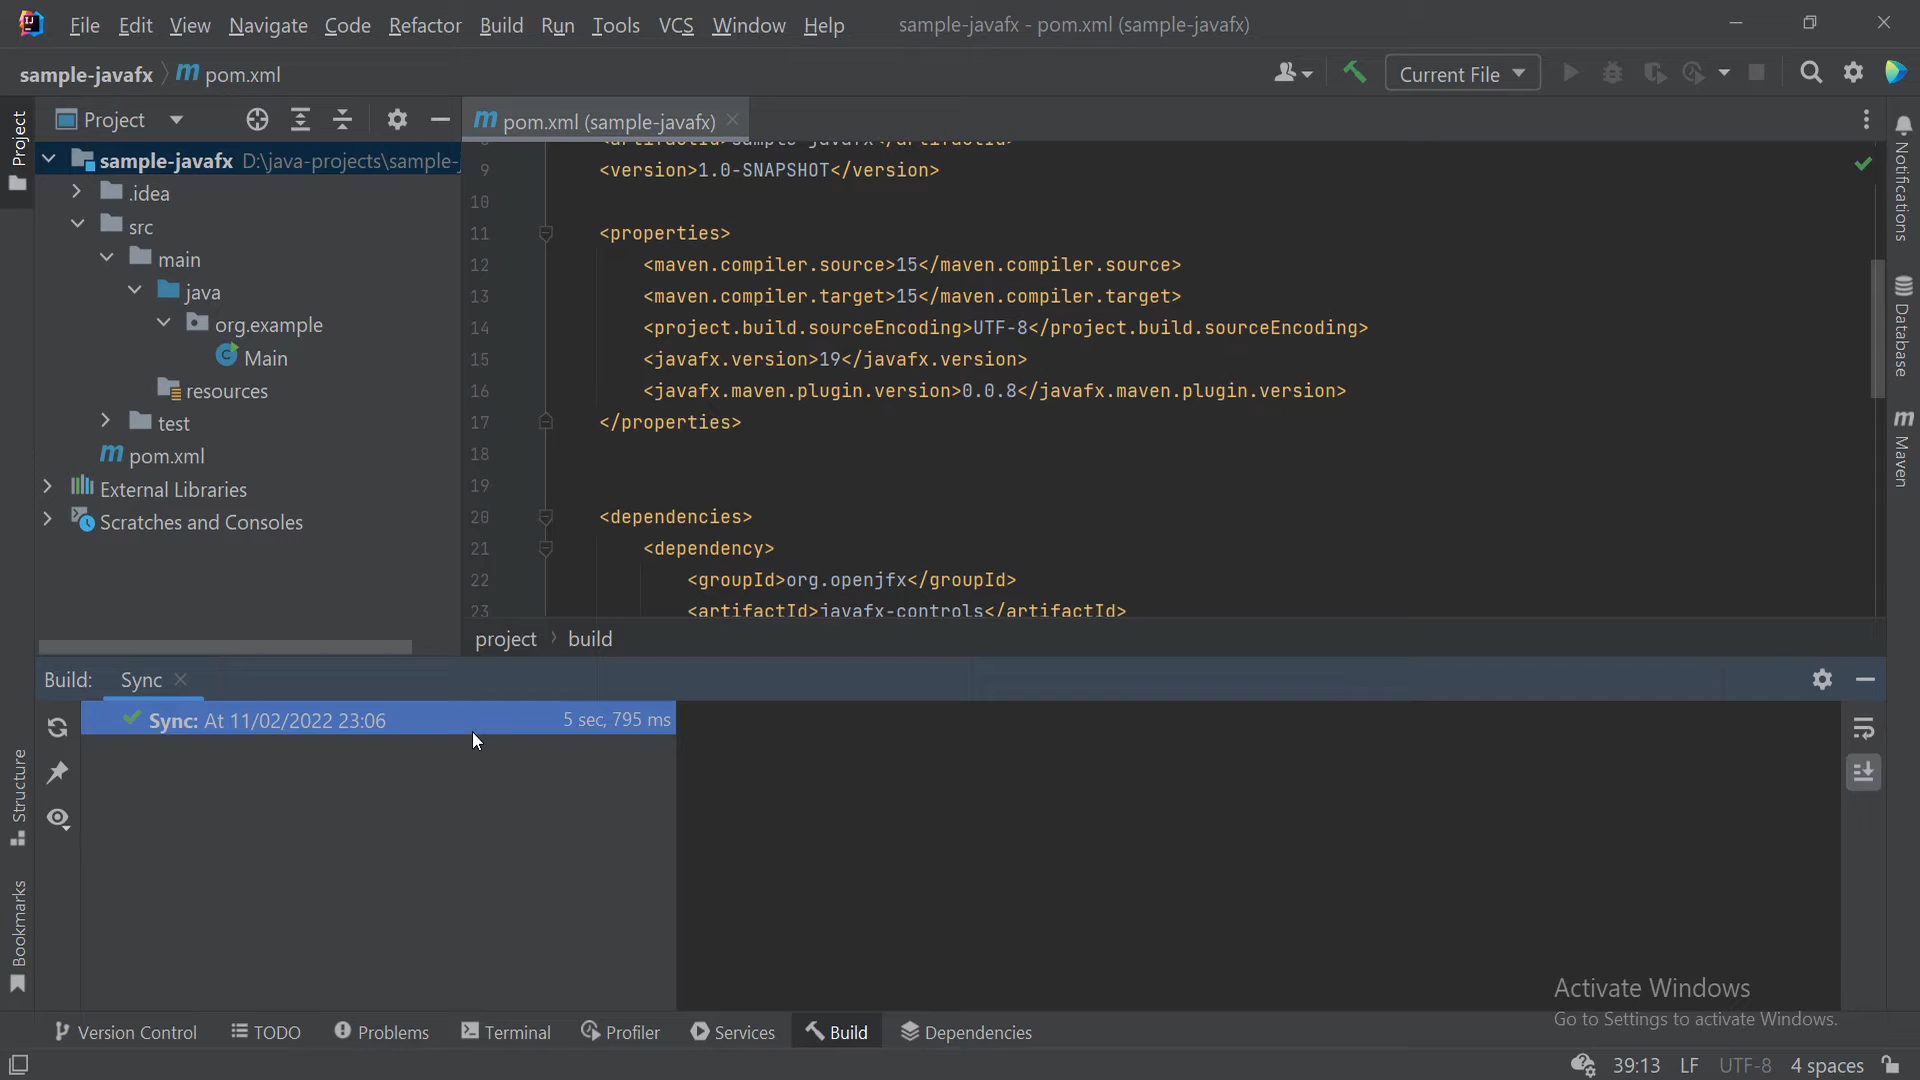 File Edit View Navigate Code Refactor Build Run Tools VCS Window Help sample-javafx - pom.xml (sample-javafx)
sample-javafx m pom.xml
Current File
Project
Project
m pom.xml (sample-javafx)
sample-javafx D:\java-projects\sample-
.idea
src
main
java
org.example
Main
resources
test
m pom.xml
External Libraries
Scratches and Consoles
8 <artifactId>sample-javafx</artifactId>
9 <version>1.0-SNAPSHOT</version>
10
11 <properties>
12 <maven.compiler.source>15</maven.compiler.source>
13 <maven.compiler.target>15</maven.compiler.target>
14 <project.build.sourceEncoding>UTF-8</project.build.sourceEncoding>
15 <javafx.version>19</javafx.version>
16 <javafx.maven.plugin.version>0.0.8</javafx.maven.plugin.version>
17 </properties>
18
19
20 <dependencies>
21 <dependency>
22 <groupId>org.openjfx</groupId>
23 <artifactId>javafx-controls</artifactId>
project > build
Notifications
Database
m Maven
Build: Sync
Sync: At 11/02/2022 23:06 5 sec, 795 ms
Structure
Bookmarks
Activate Windows
Go to Settings to activate Windows.
Version Control TODO Problems Terminal Profiler Services Build Dependencies
39:13 LF UTF-8 4 spaces